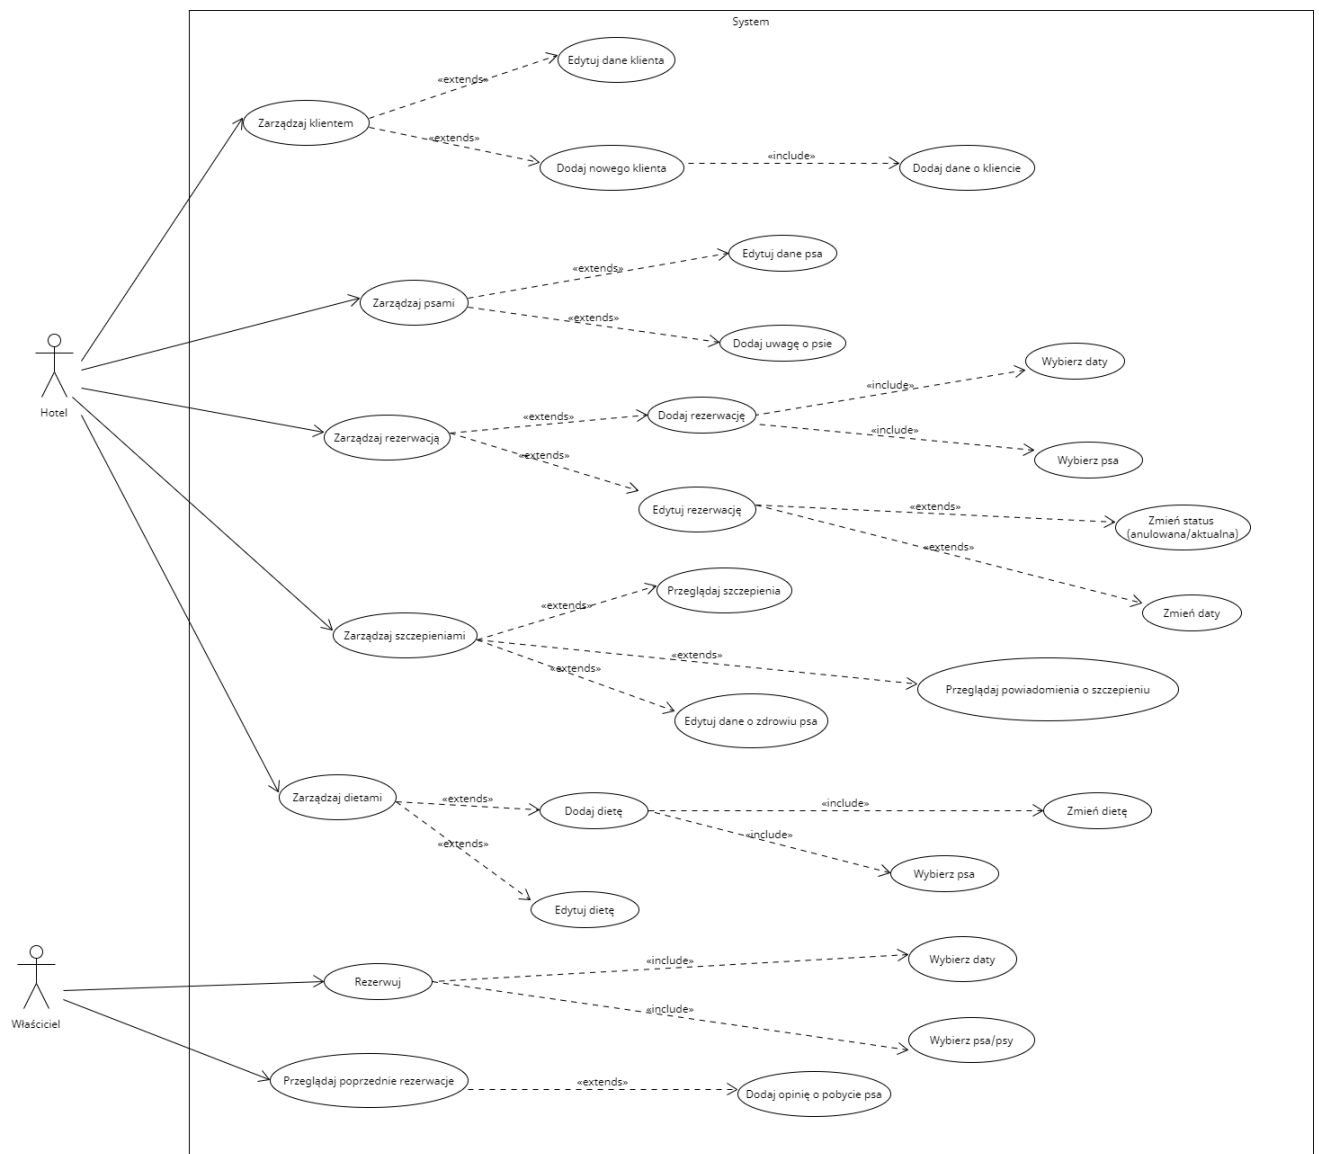 System
Edytuj dane klienta
«extends»
Zarządzaj klientem
«extends»
Dodaj nowego klienta
«include»
Dodaj dane o kliencie
Edytuj dane psa
«extends»
Zarządzaj psami
«extends»
Dodaj uwagę o psie
Hotel
Wybierz daty
«include»
Dodaj rezerwację
«extends»
Zarządzaj rezerwacją
«include»
«extends»
Wybierz psa
Edytuj rezerwację
«extends»
Zmień status
(anulowana/aktualna)
«extends»
Przeglądaj szczepienia
«extends»
Zmień daty
Zarządzaj szczepieniami
«extends»
«extends»
Przeglądaj powiadomienia o szczepieniu
Edytuj dane o zdrowiu psa
Zarządzaj dietami
«extends»
Dodaj dietę
«include»
Zmień dietę
«extends»
«include»
Wybierz psa
Edytuj dietę
Właściciel
«include»
Wybierz daty
Rezerwuj
«include»
Wybierz psa/psy
Przeglądaj poprzednie rezerwacje
«extends»
Dodaj opinię o pobycie psa